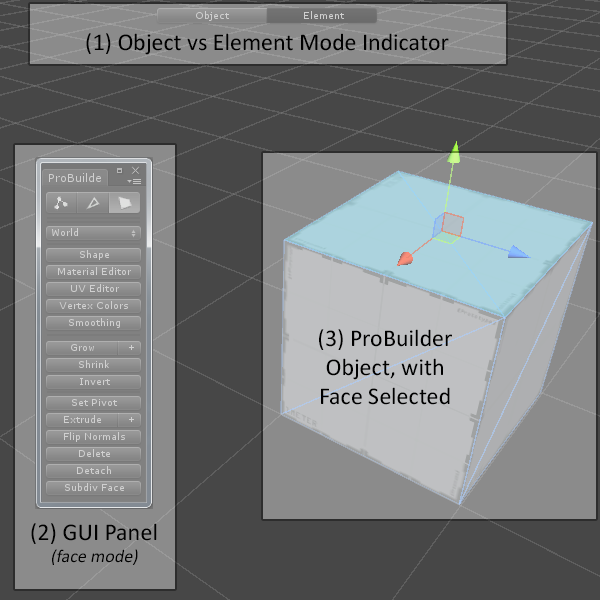 Object Element
(1) Object vs Element Mode Indicator
ProBuilde
World
Shape
Material Editor
UV Editor
Vertex Colors
Smoothing
Grow +
Shrink
Invert
Set Pivot
Extrude +
Flip Normals
Delete
Detach
Subdiv Face
(2) GUI Panel
(face mode)
(3) ProBuilder
Object, with
Face Selected